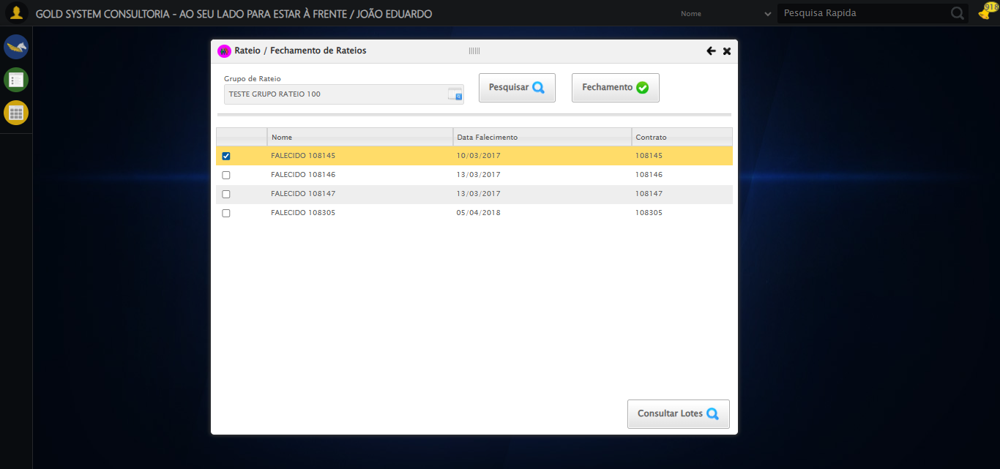 GOLD SYSTEM CONSULTORIA - AO SEU LADO PARA ESTAR À FRENTE / JOÃO EDUARDO
Nome
Pesquisa Rapida
918
Rateio / Fechamento de Rateios
Grupo de Rateio
TESTE GRUPO RATEIO 100
Pesquisar
Fechamento
Nome Data Falecimento Contrato
FALECIDO 108145 10/03/2017 108145
FALECIDO 108146 13/03/2017 108146
FALECIDO 108147 13/03/2017 108147
FALECIDO 108305 05/04/2018 108305
Consultar Lotes